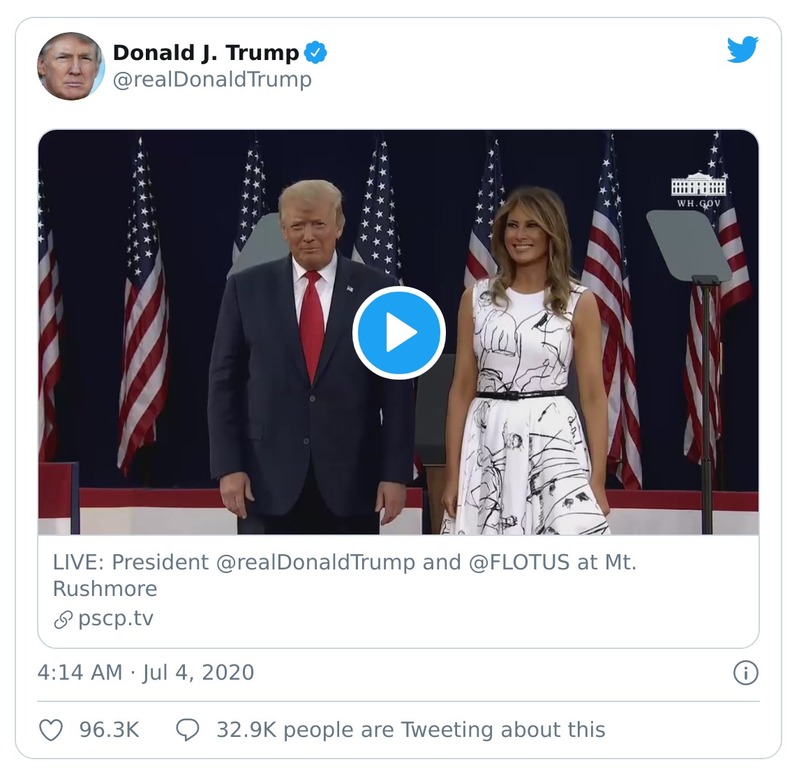 Donald J. Trump
@realDonaldTrump
WH.GOV
LIVE: President @realDonaldTrump and @FLOTUS at Mt.
Rushmore
pscp.tv
4:14 AM · Jul 4, 2020
96.3K
32.9K people are Tweeting about this